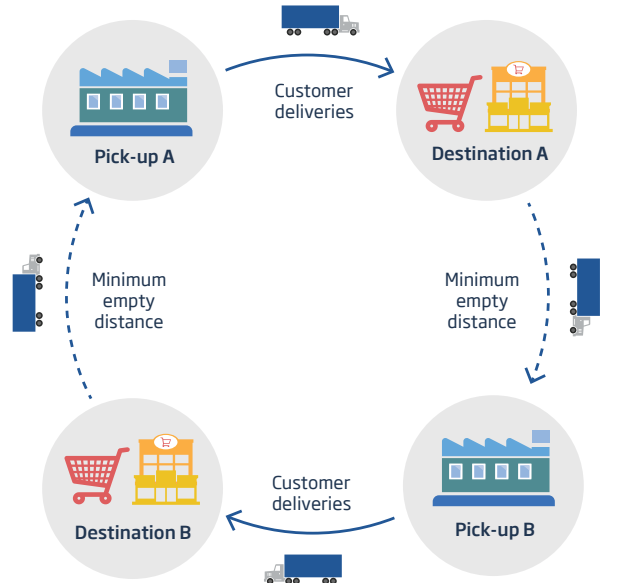 Customer
deliveries
Pick-up A
Destination A
Minimum
empty
distance
Minimum
empty
distance
Customer
deliveries
Destination B
Pick-up B